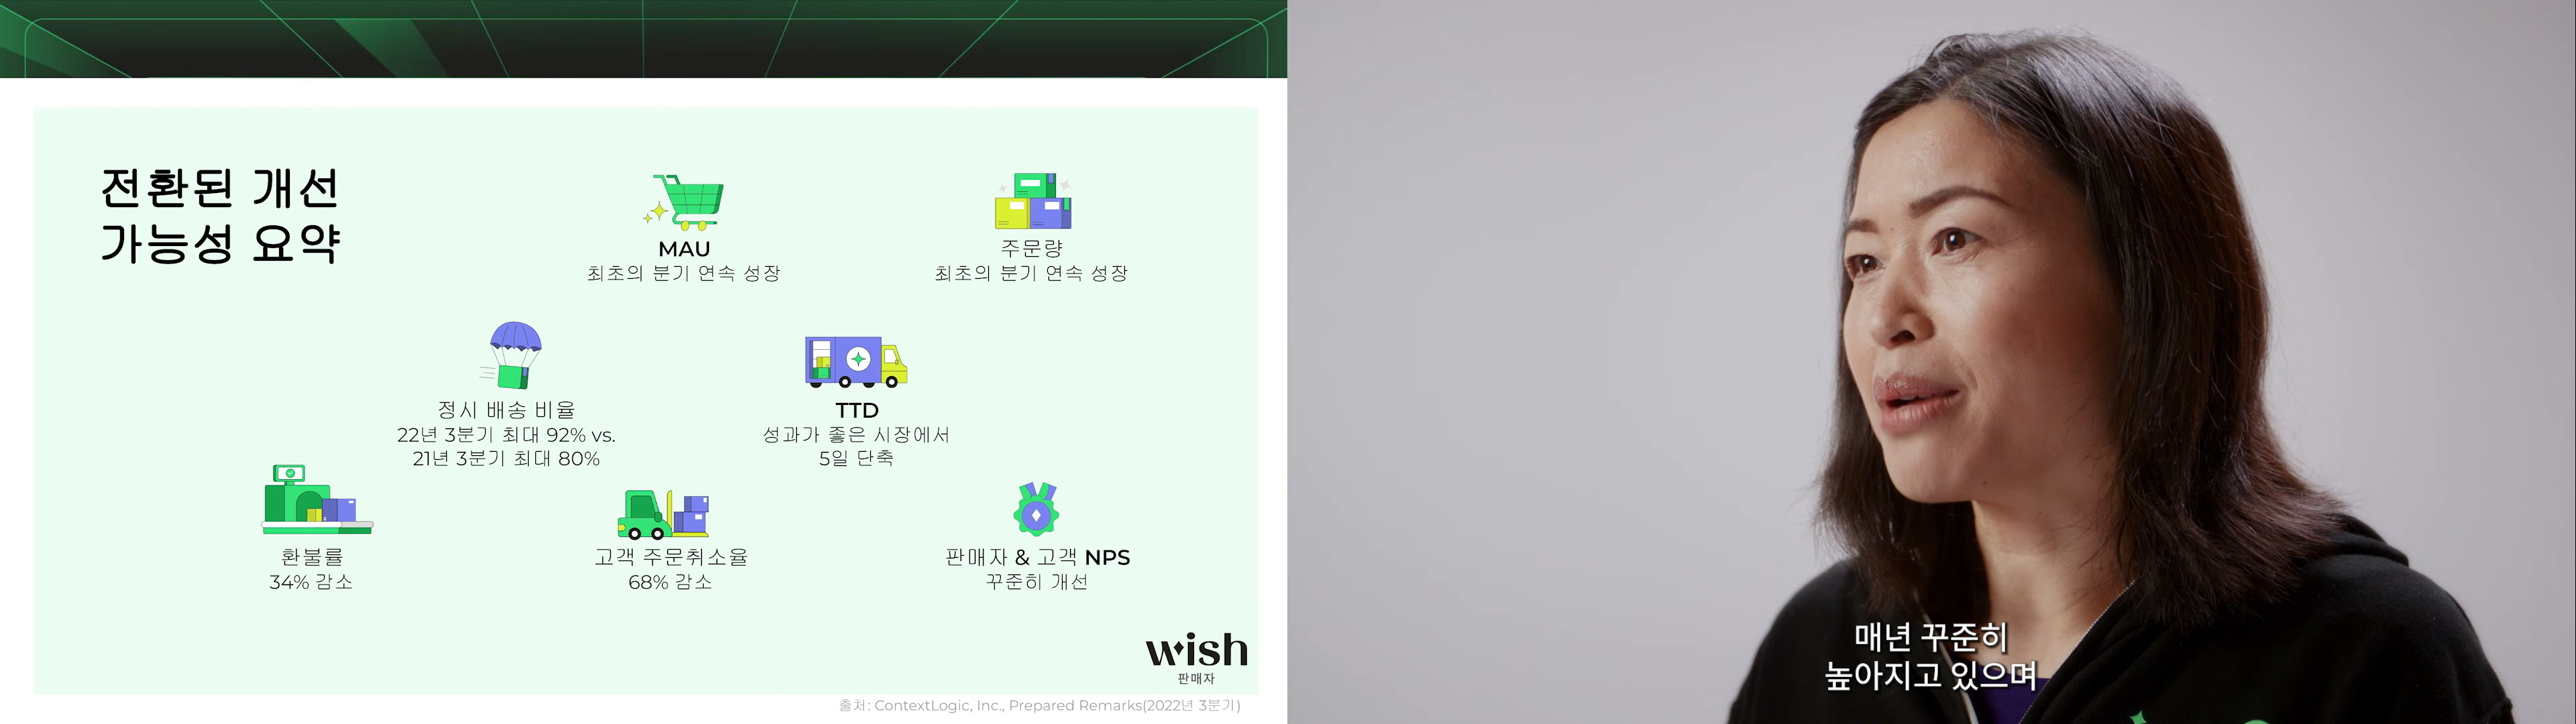 전환된 개선
가능성 요약
MAU
최초의 분기 연속 성장
주문량
최초의 분기 연속 성장
정시 배송 비율
22년 3분기 최대 92% vs.
21년 3분기 최대 80%
TTD
성과가 좋은 시장에서
5일 단축
환불률
34% 감소
고객 주문취소율
68% 감소
판매자 & 고객 NPS
꾸준히 개선
wish
판매자
출처: ContextLogic, Inc., Prepared Remarks(2022년 3분기)
매년 꾸준히
높아지고 있으며